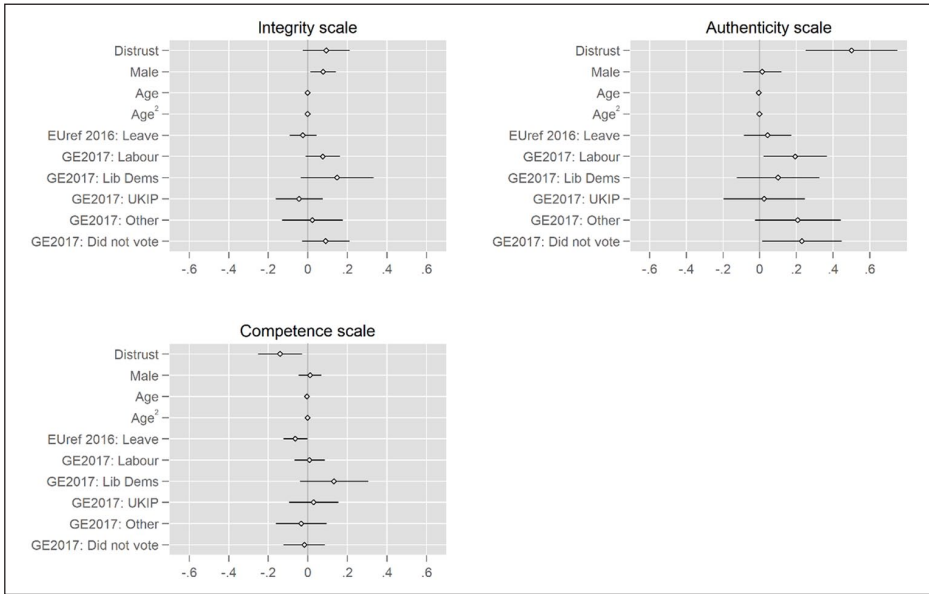 Integrity scale
Distrust
Male
Age
Age²
EUref 2016: Leave
GE2017: Labour
GE2017: Lib Dems
GE2017: UKIP
GE2017: Other
GE2017: Did not vote
-.6 -.4 -.2 0 .2 .4 .6
Authenticity scale
Distrust
Male
Age
Age²
EUref 2016: Leave
GE2017: Labour
GE2017: Lib Dems
GE2017: UKIP
GE2017: Other
GE2017: Did not vote
-.6 -.4 -.2 0 .2 .4 .6
Competence scale
Distrust
Male
Age
Age²
EUref 2016: Leave
GE2017: Labour
GE2017: Lib Dems
GE2017: UKIP
GE2017: Other
GE2017: Did not vote
-.6 -.4 -.2 0 .2 .4 .6